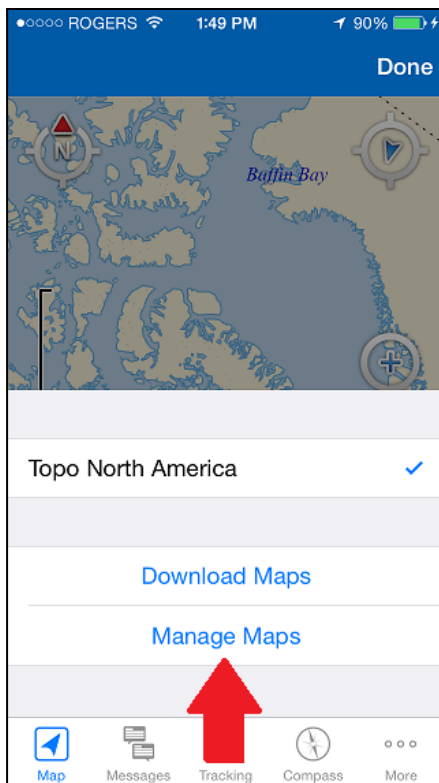 ROGERS 1:49 PM 90%
Done
N
Baffin Bay
Topo North America
Download Maps
Manage Maps
Map Messages Tracking Compass More